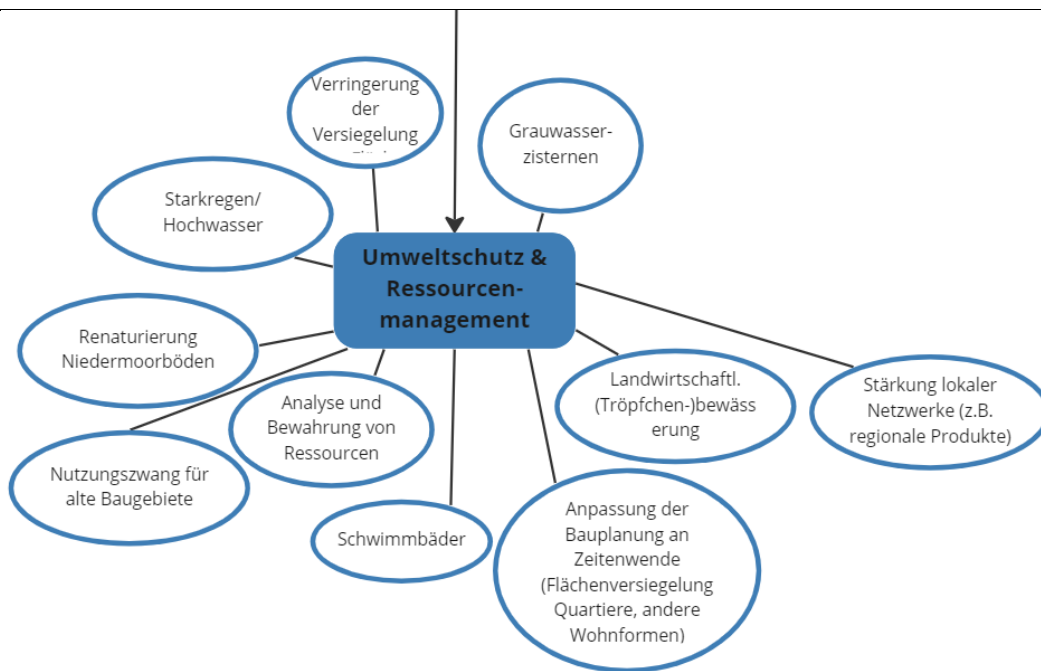 Verringerung
der
Versiegelung
Grauwasser-
zisternen
Starkregen/
Hochwasser
Umweltschutz &
Ressourcen-
management
Renaturierung
Niedermoorböden
Analyse und
Bewahrung von
Ressourcen
Landwirtschaftl.
(Tröpfchen-)bewäss
erung
Stärkung lokaler
Netzwerke (z.B.
regionale Produkte)
Nutzungszwang für
alte Baugebiete
Schwimmbäder
Anpassung der
Bauplanung an
Zeitenwende
(Flächenversiegelung
Quartiere, andere
Wohnformen)